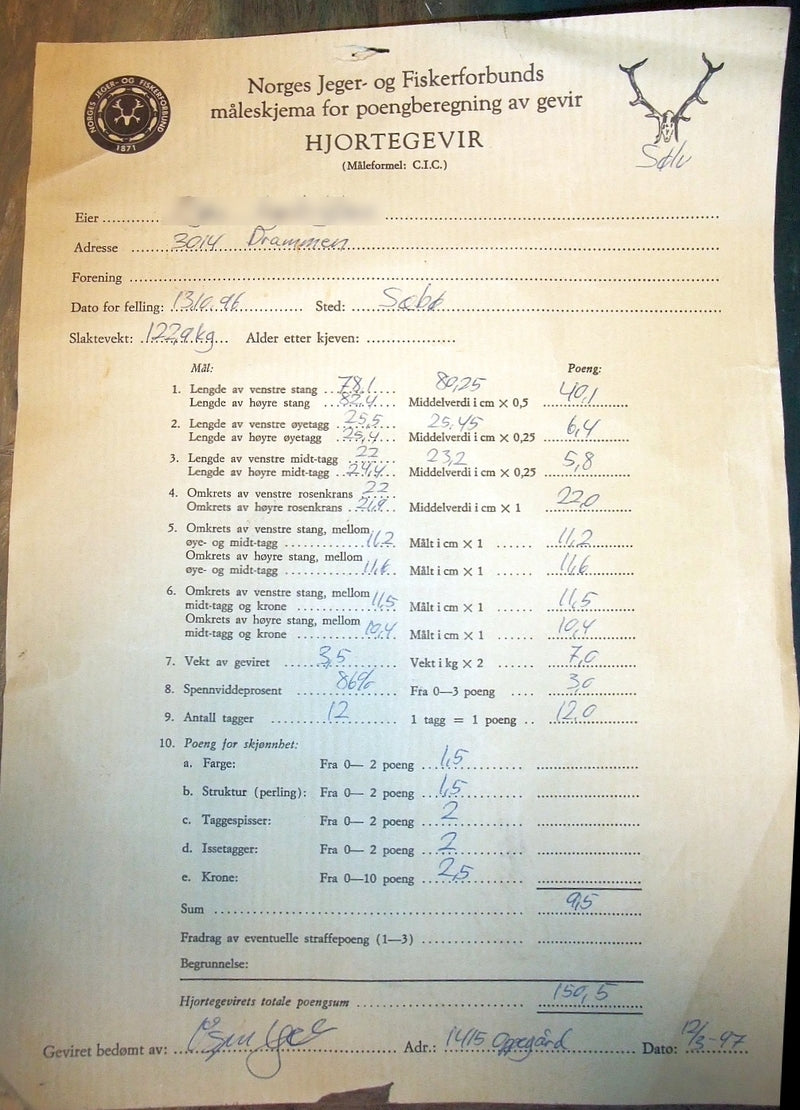 NORGES JEGER- OG FISKERFORBUND
1871
Norges Jeger- og Fiskerforbunds
måleskjema for poengberegning av gevir
HJORTEGEVIR
(Måleformel: C.I.C.)
Sølv
Eier
Adresse 3014 Drammen
Forening
Dato for felling: 13.10.96 Sted: Sæbø
Slaktevekt: 122,9 kg Alder etter kjeven:
Mål: Poeng:
1. Lengde av venstre stang 78,1 80,25
Lengde av høyre stang 82,4 Middelverdi i cm × 0,5 40,1
2. Lengde av venstre øyetagg 25,5 25,45
Lengde av høyre øyetagg 25,4 Middelverdi i cm × 0,25 6,4
3. Lengde av venstre midt-tagg 22 23,2
Lengde av høyre midt-tagg 24,4 Middelverdi i cm × 0,25 5,8
4. Omkrets av venstre rosenkrans 22
Omkrets av høyre rosenkrans 21,9 Middelverdi i cm × 1 22,0
5. Omkrets av venstre stang, mellom
øye- og midt-tagg 11,2 Målt i cm × 1 11,2
Omkrets av høyre stang, mellom
øye- og midt-tagg 11,6 Målt i cm × 1 11,6
6. Omkrets av venstre stang, mellom
midt-tagg og krone 11,5 Målt i cm × 1 11,5
Omkrets av høyre stang, mellom
midt-tagg og krone 10,4 Målt i cm × 1 10,4
7. Vekt av geviret 3,5 Vekt i kg × 2 7,0
8. Spennviddeprosent 86% Fra 0—3 poeng 3,0
9. Antall tagger 12 1 tagg = 1 poeng 12,0
10. Poeng for skjønnhet:
a. Farge: Fra 0— 2 poeng 1,5
b. Struktur (perling): Fra 0— 2 poeng 1,5
c. Taggespisser: Fra 0— 2 poeng 2
d. Issetagger: Fra 0— 2 poeng 2
e. Krone: Fra 0—10 poeng 2,5
Sum 9,5
Fradrag av eventuelle straffepoeng (1—3)
Begrunnelse:
Hjortegevirets totale poengsum 150,5
Geviret bedømt av: Adr.: 1415 Oppegård Dato: 12/3-97